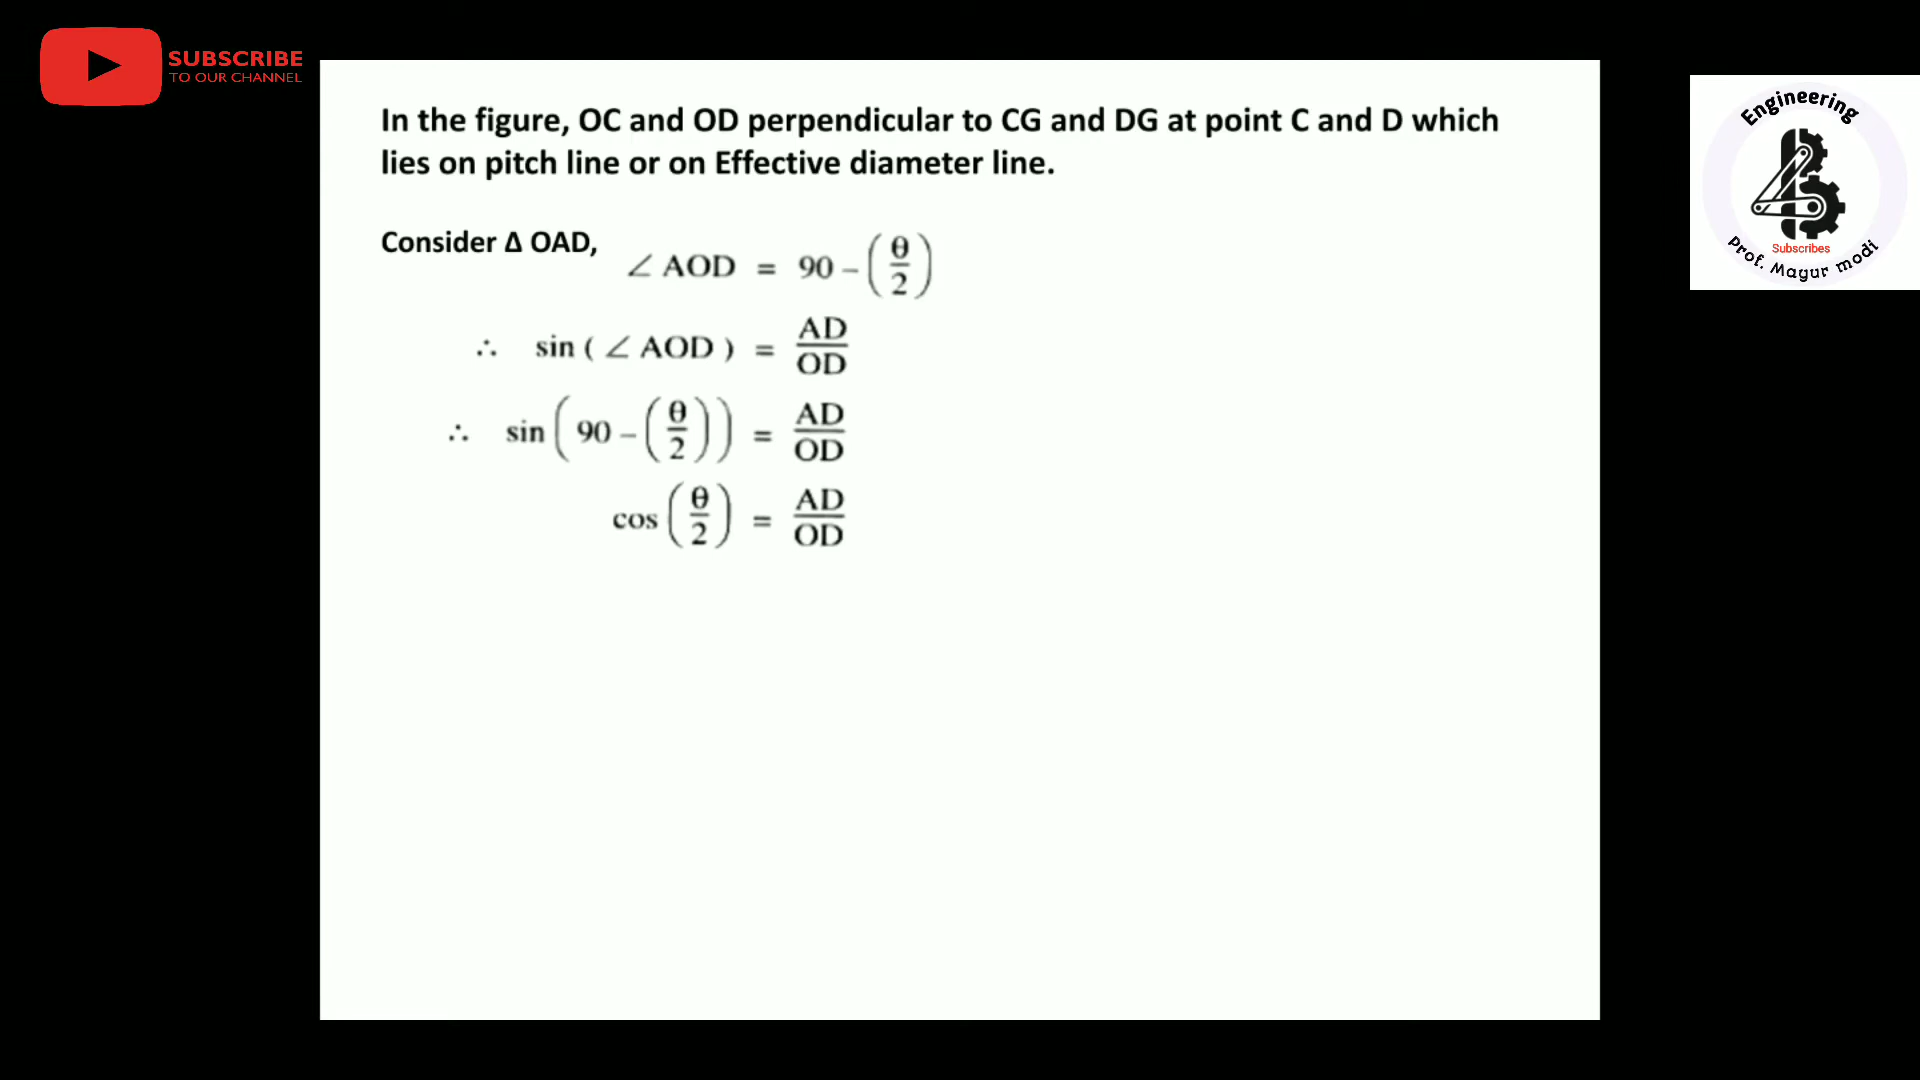 SUBSCRIBE
TO OUR CHANNEL
In the figure, OC and OD perpendicular to CG and DG at point C and D which
lies on pitch line or on Effective diameter line.
Consider Δ OAD,
∠ AOD = 90 – (θ/2)
∴ sin ( ∠ AOD ) = AD/OD
∴ sin ( 90 – (θ/2) ) = AD/OD
cos (θ/2) = AD/OD
Engineering
Subscribes
Prof. Mayur modi